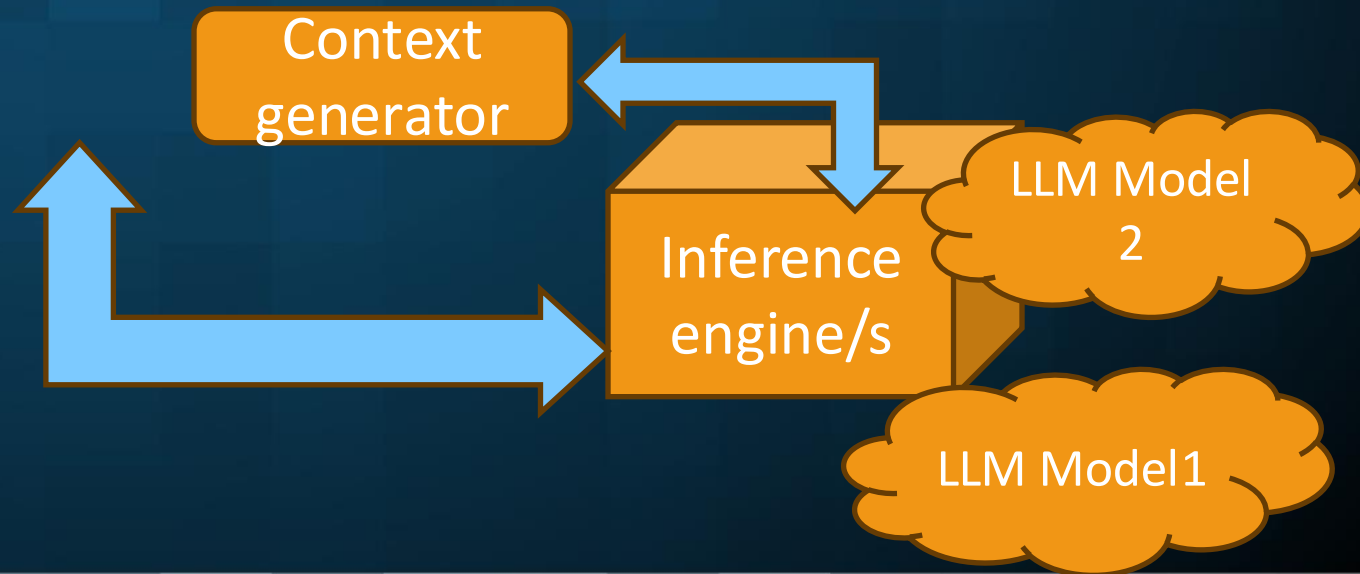 Context
generator
LLM Model
2
Inference
engine/s
LLM Model1